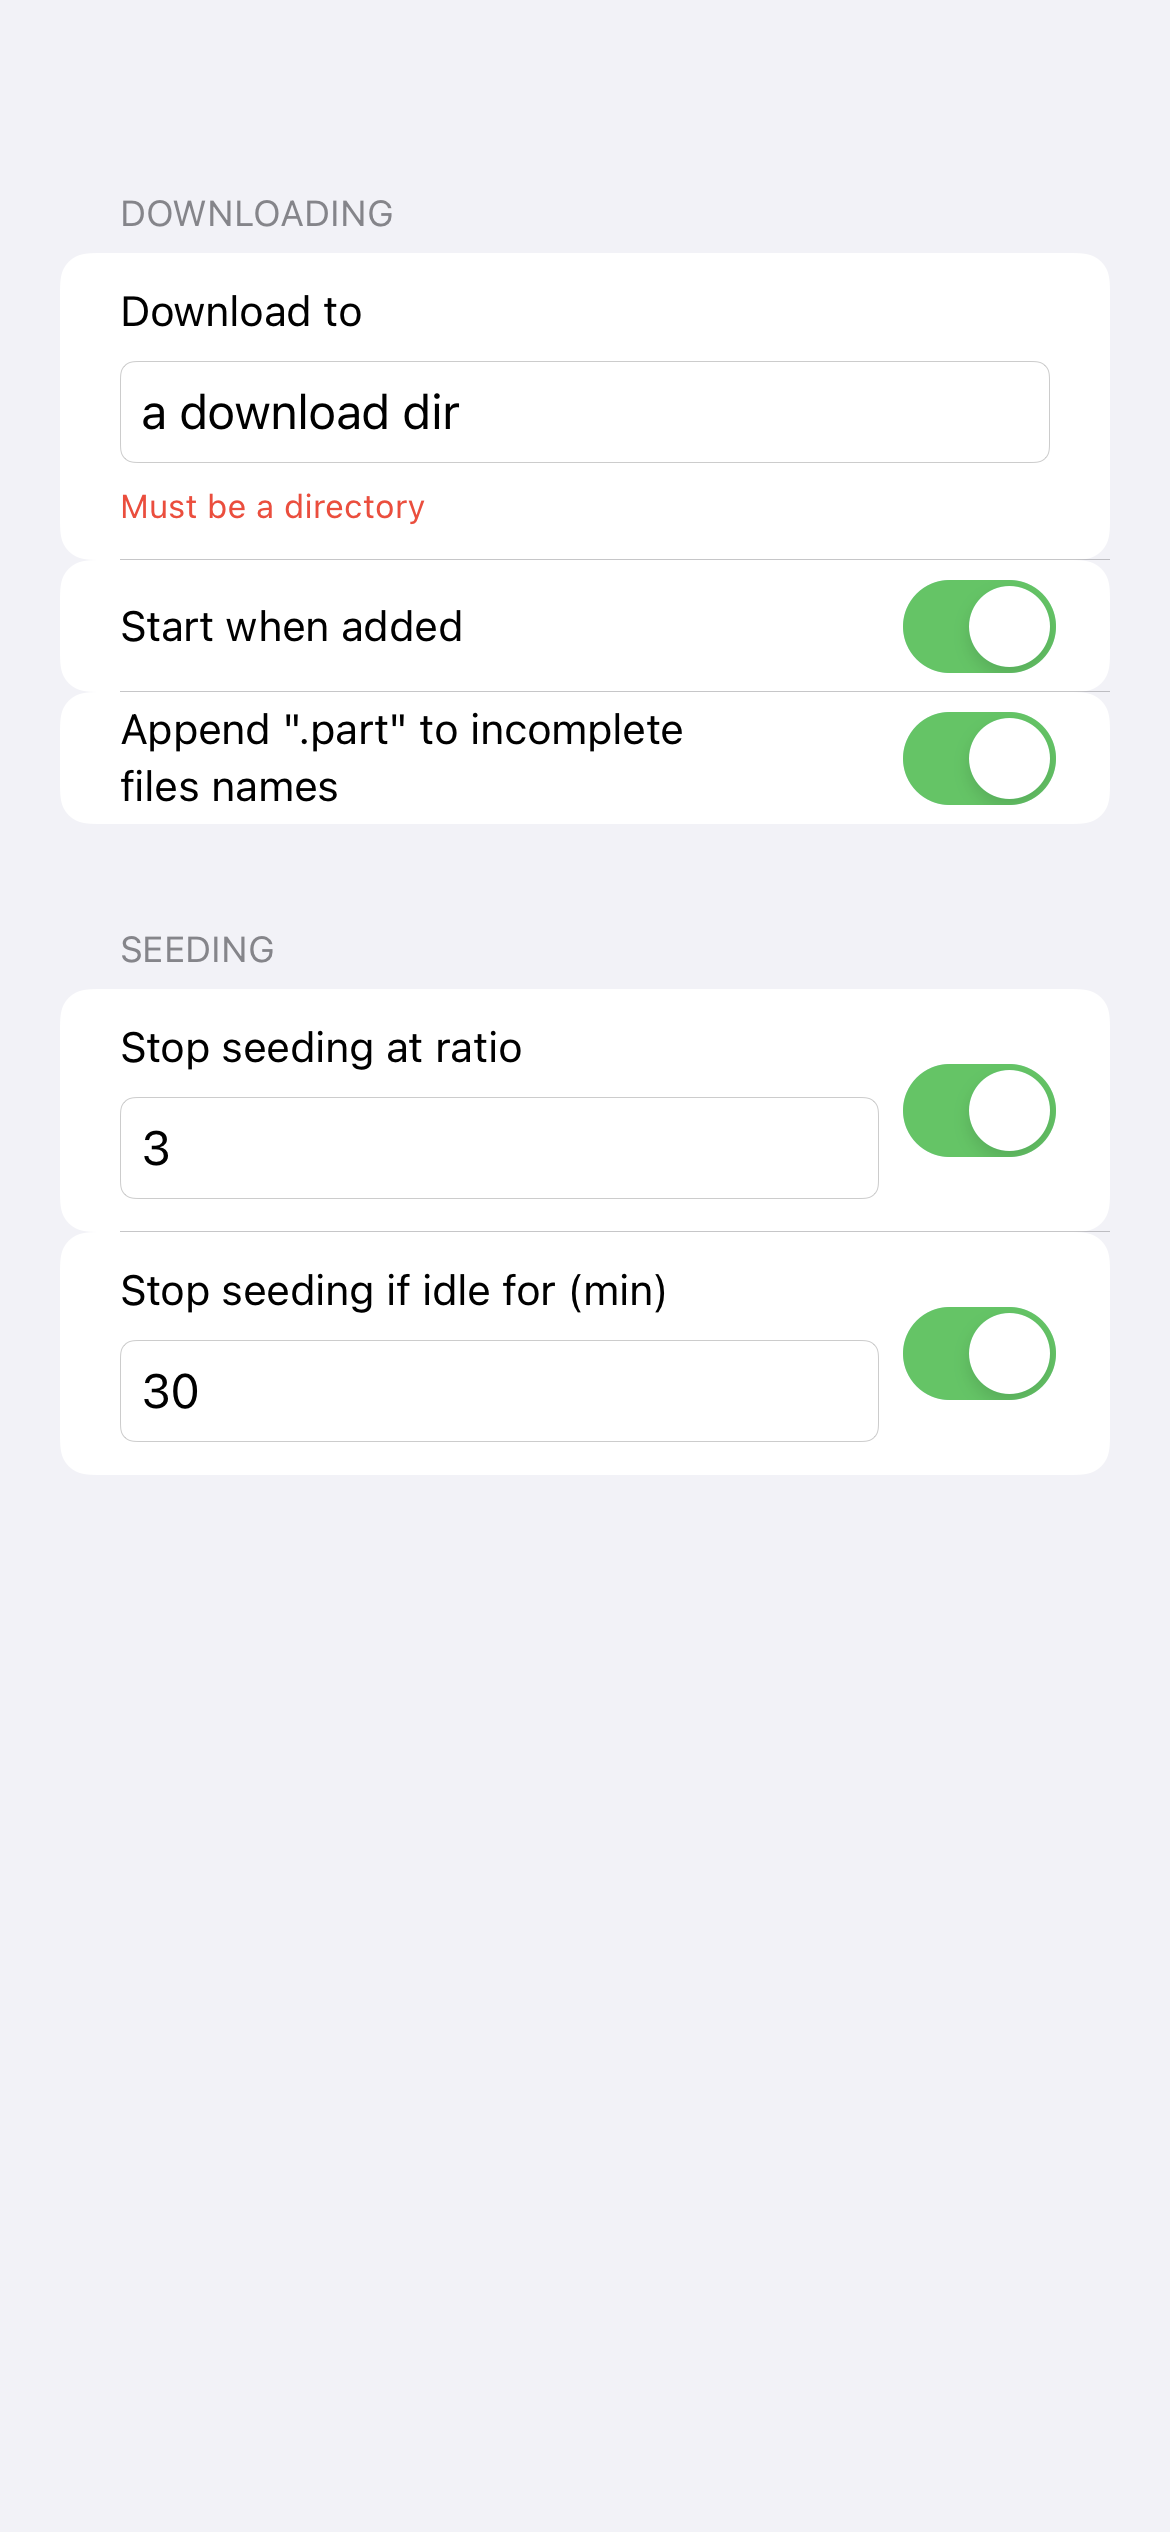 DOWNLOADING
Download to
a download dir
Must be a directory
Start when added
Append ".part" to incomplete
files names
SEEDING
Stop seeding at ratio
3
Stop seeding if idle for (min)
30